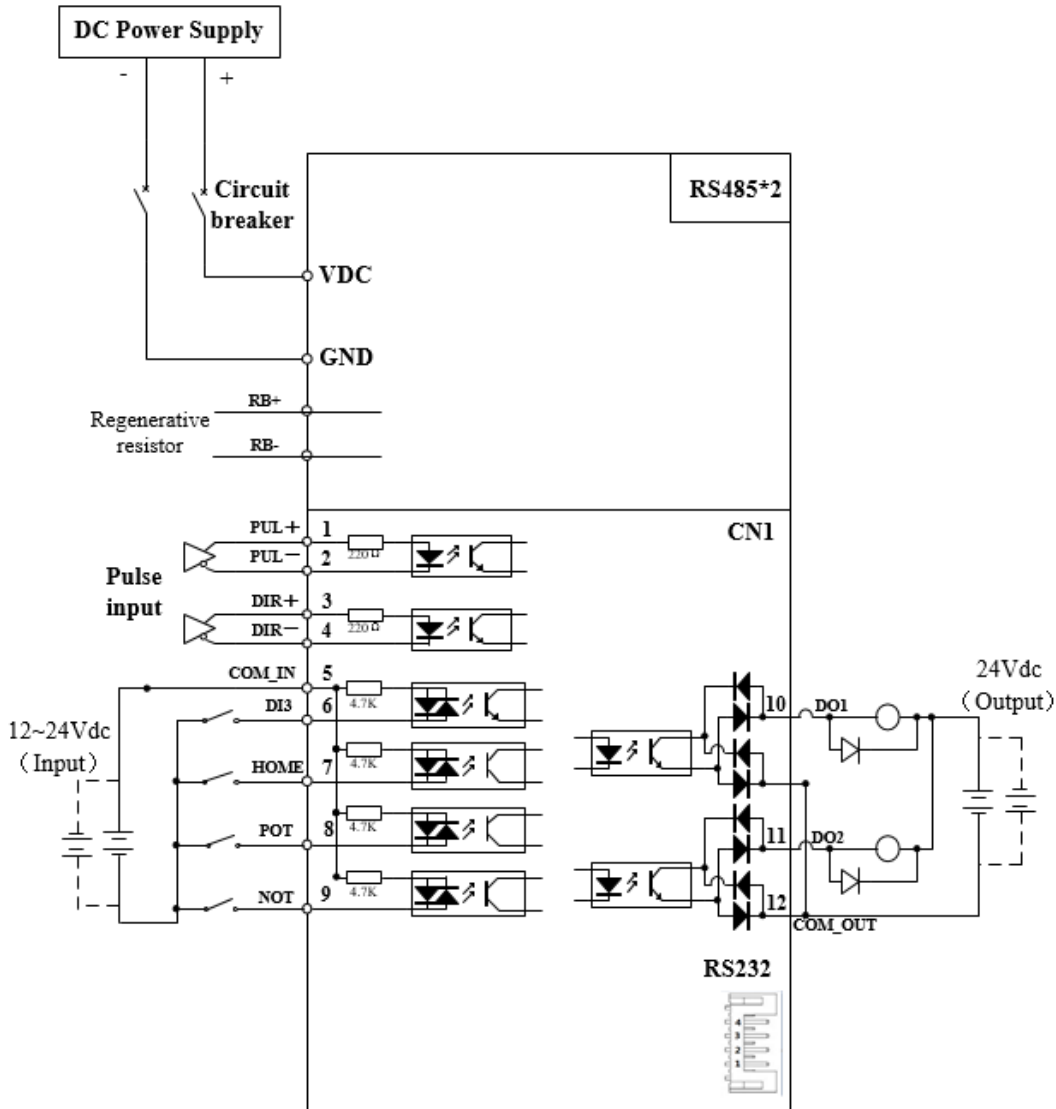 DC Power Supply
- +
Circuit
breaker
RS485*2
VDC
GND
RB+
Regenerative
resistor
RB-
CN1
PUL+ 1
220Ω
PUL− 2
Pulse
input
DIR+ 3
220Ω
DIR− 4
COM_IN 5
4.7K
DI3 6
12~24Vdc
（Input）
HOME 7
4.7K
POT 8
4.7K
NOT 9
4.7K
24Vdc
（Output）
10 DO1
11 DO2
12
COM_OUT
RS232
4
3
2
1